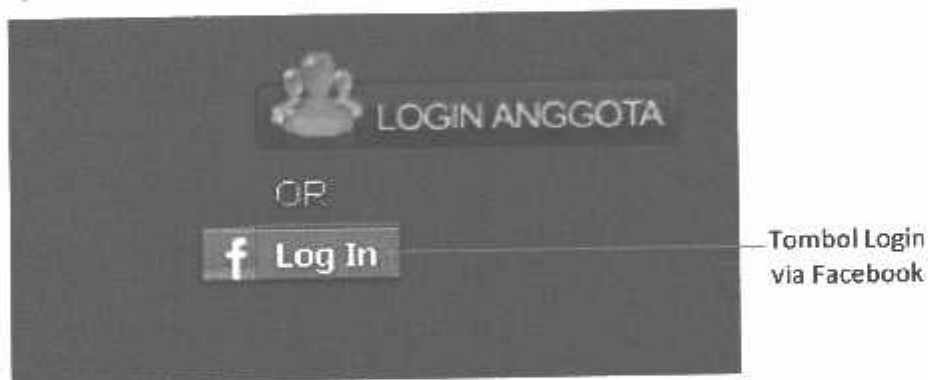 LOGIN ANGGOTA
OR
f Log In
Tombol Login
via Facebook